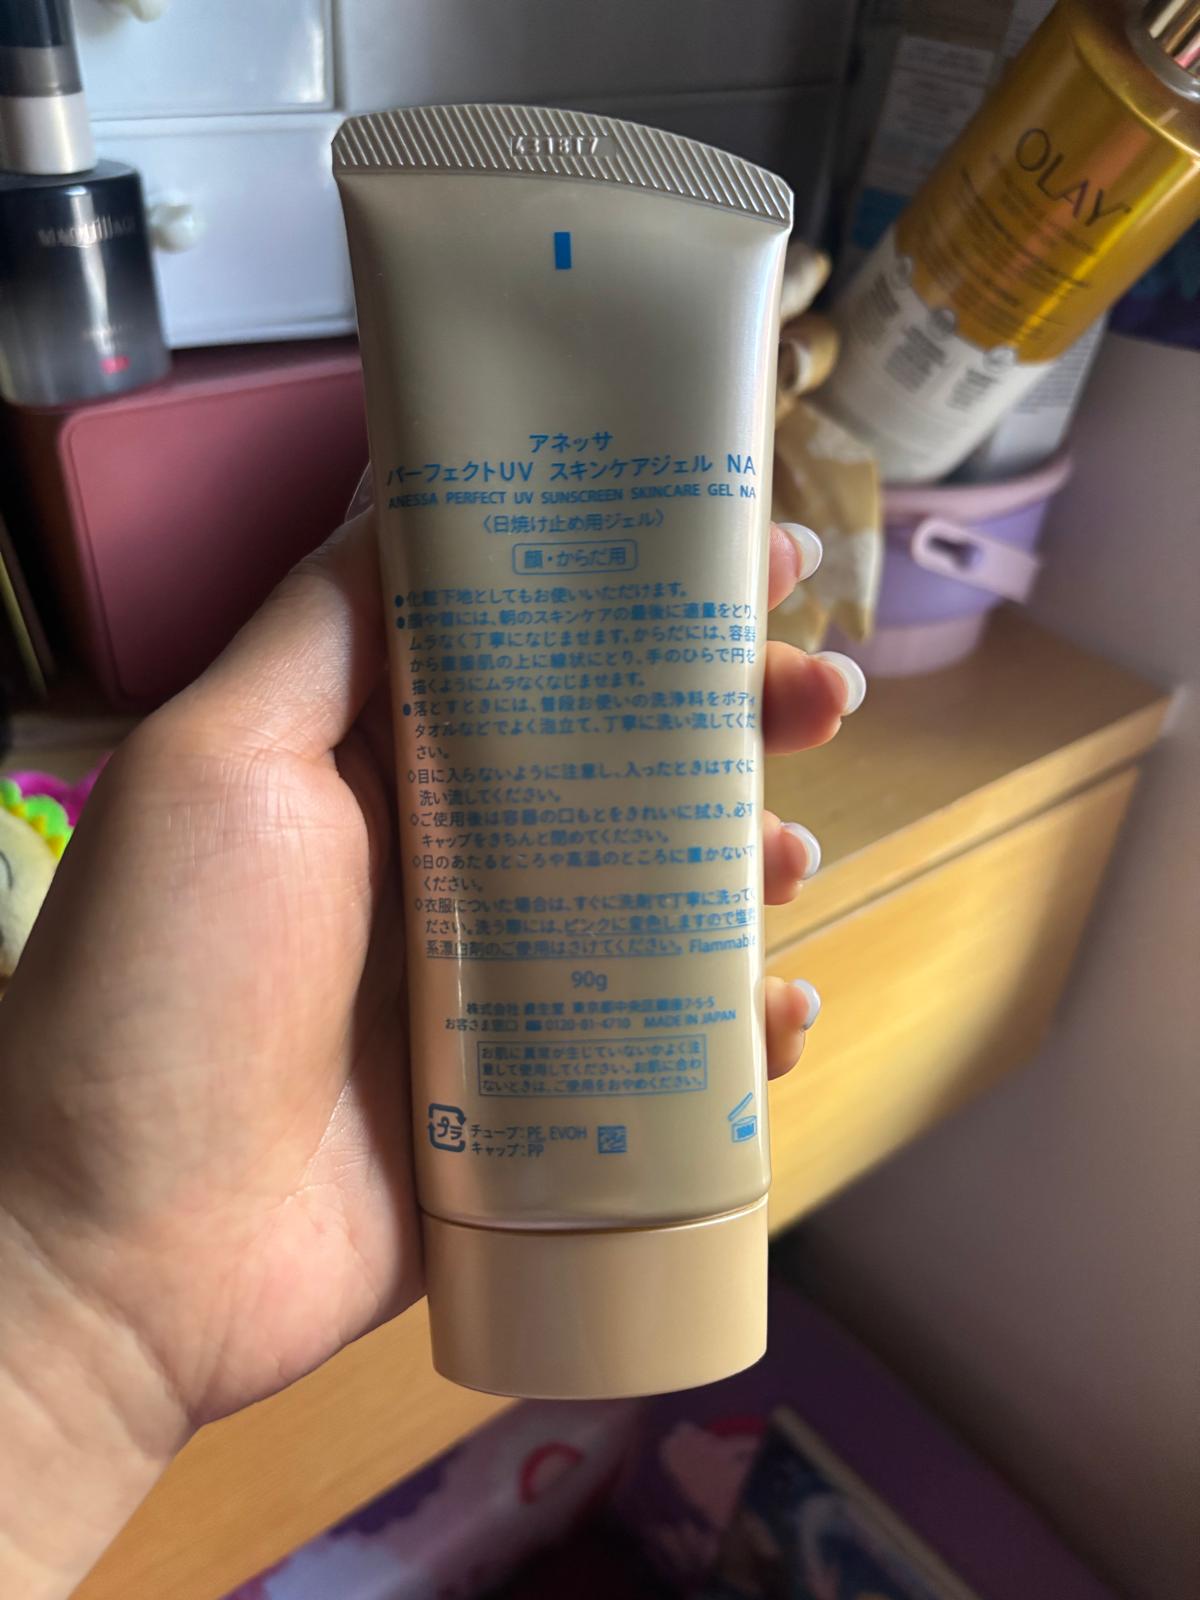 4318T7
アネッサ
パーフェクトUV スキンケアジェル NA
ANESSA PERFECT UV SUNSCREEN SKINCARE GEL NA
〈日焼け止め用ジェル〉
顔・からだ用
●化粧下地としてもお使いいただけます。
●顔や首には、朝のスキンケアの最後に適量をとり、
ムラなく丁寧になじませます。からだには、容器
から直接肌の上に線状にとり、手のひらで円を
描くようにムラなくなじませます。
●落とすときには、普段お使いの洗浄料をボディ
タオルなどでよく泡立て、丁寧に洗い流してくだ
さい。
◇目に入らないように注意し、入ったときはすぐに
洗い流してください。
◇ご使用後は容器の口もとをきれいに拭き、必ず
キャップをきちんと閉めてください。
◇日のあたるところや高温のところに置かないで
ください。
◇衣服についた場合は、すぐに洗剤で丁寧に洗ってく
ださい。洗う際には、ピンクに変色しますので塩素
系漂白剤のご使用はさけてください。 Flammable
90g
株式会社 資生堂 東京都中央区銀座7-5-5
お客さま窓口 0120-81-4710 MADE IN JAPAN
お肌に異常が生じていないかよく注
意して使用してください。お肌に合わ
ないときは、ご使用をおやめください。
プラ チューブ:PE, EVOH
キャップ:PP
18M
MAQuillAGE
OLAY